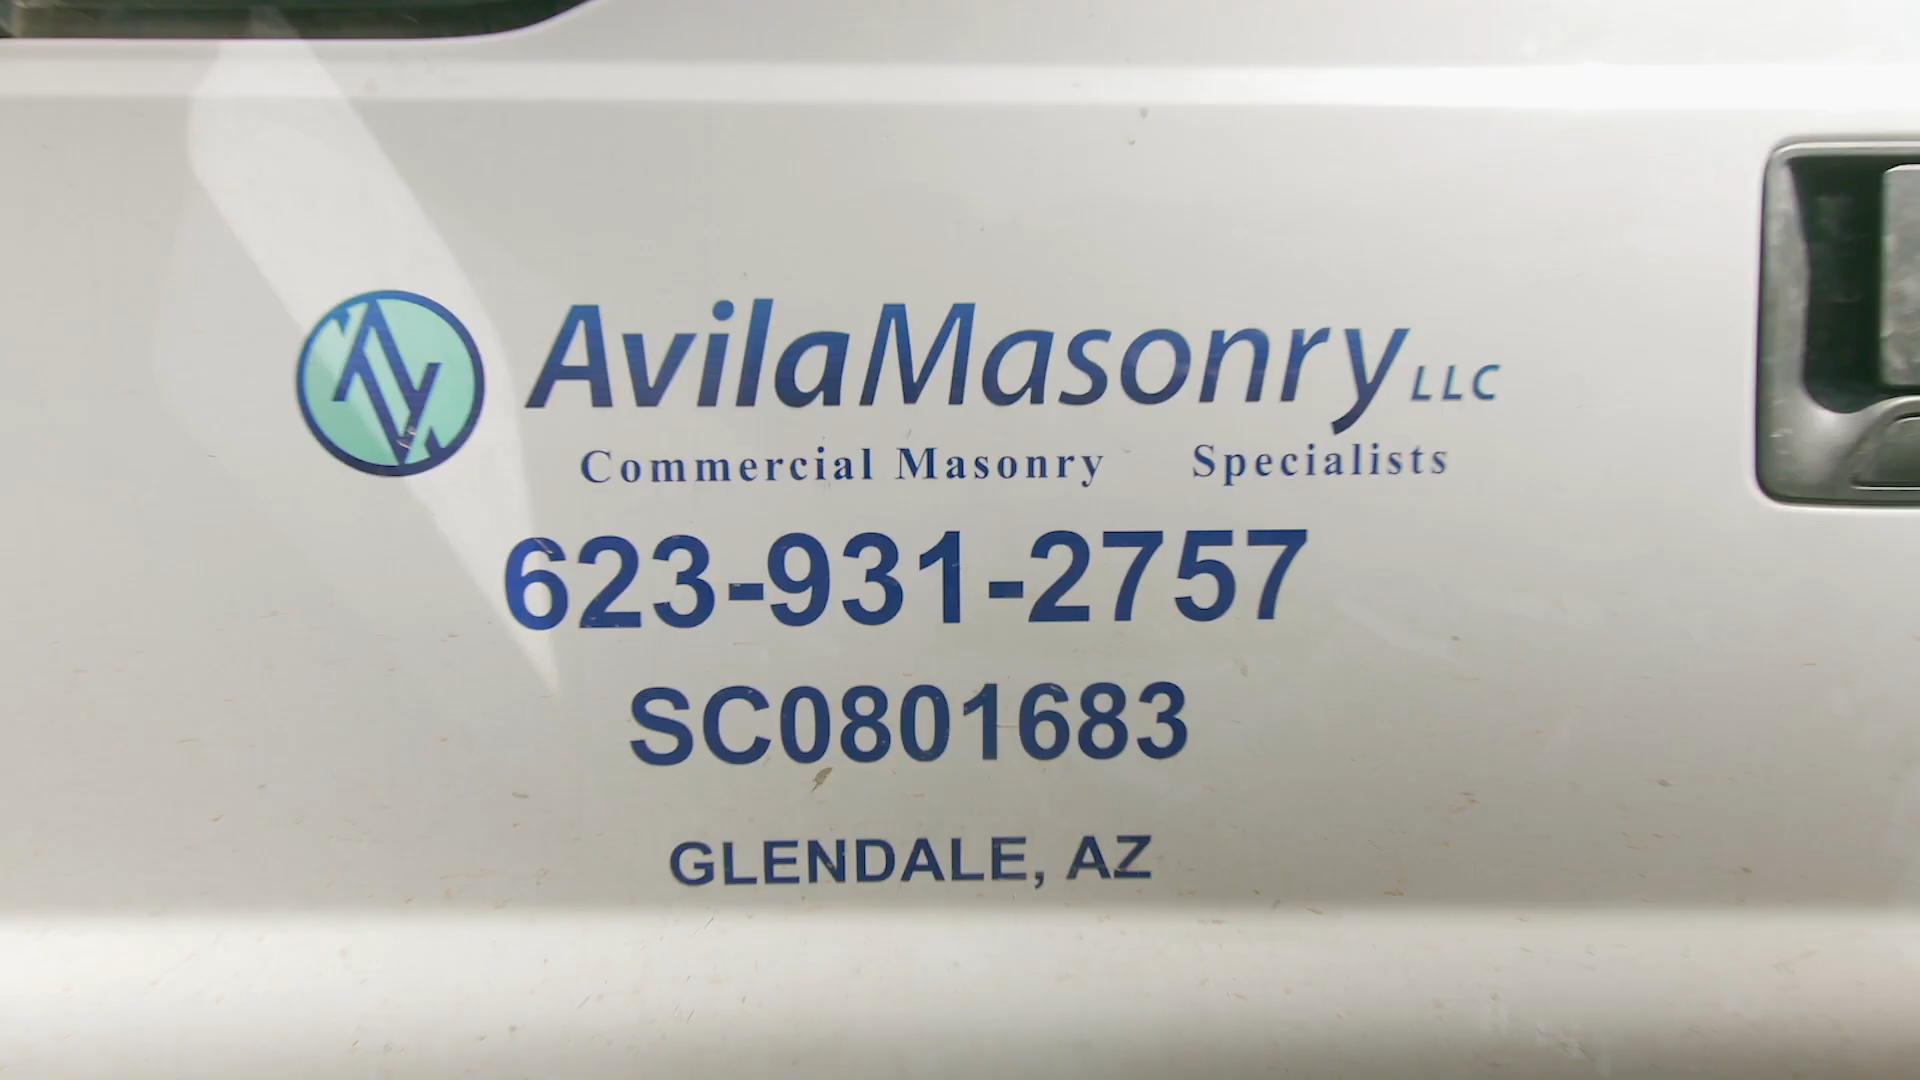 AvilaMasonry LLC
Commercial Masonry Specialists
623-931-2757
SC0801683
GLENDALE, AZ